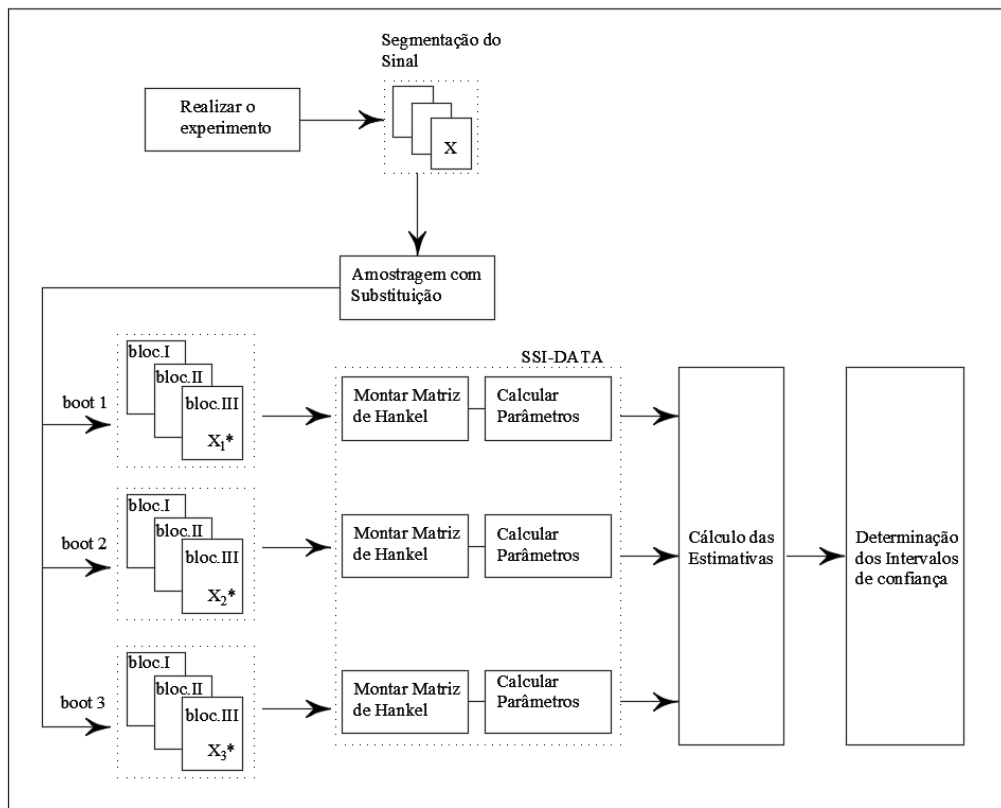 Segmentação do
Sinal
Realizar o
experimento
X
Amostragem com
Substituição
SSI-DATA
boot 1
bloc.I
bloc.II
bloc.III
X₁*
Montar Matriz
de Hankel
Calcular
Parâmetros
boot 2
bloc.I
bloc.II
bloc.III
X₂*
Montar Matriz
de Hankel
Calcular
Parâmetros
boot 3
bloc.I
bloc.II
bloc.III
X₃*
Montar Matriz
de Hankel
Calcular
Parâmetros
Cálculo das
Estimativas
Determinação
dos Intervalos
de confiança